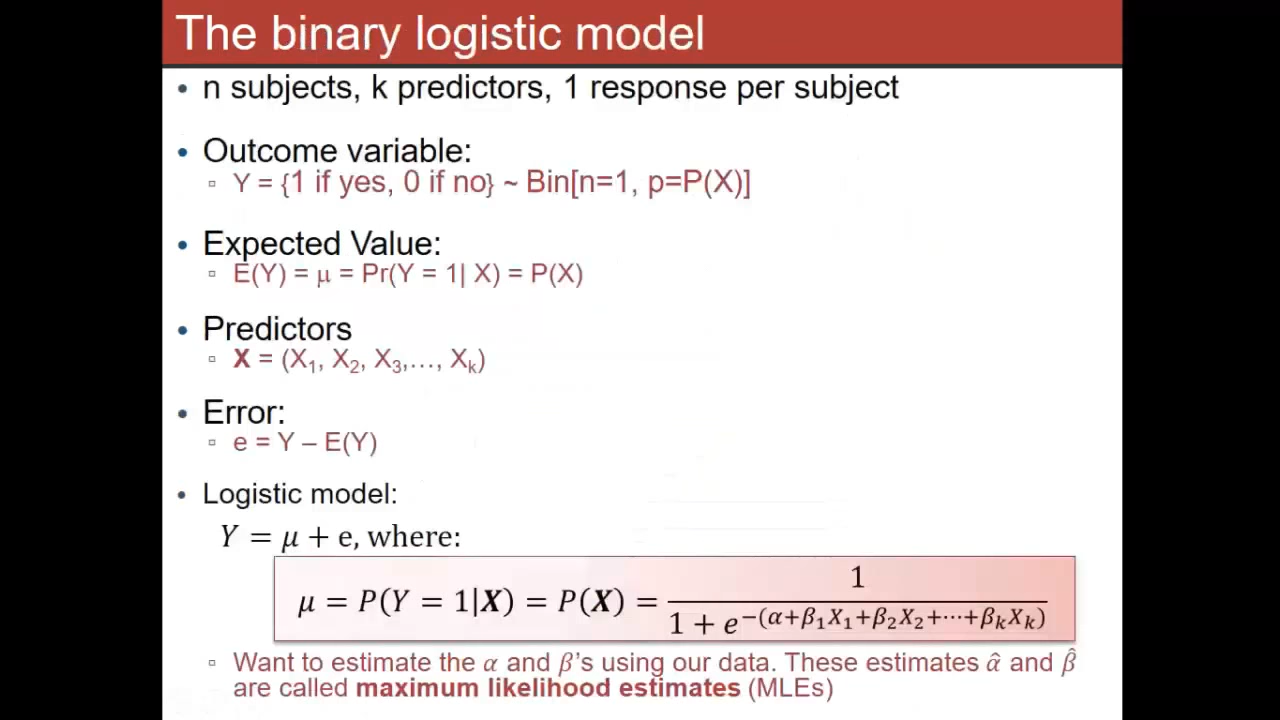 The binary logistic model
• n subjects, k predictors, 1 response per subject
• Outcome variable:
▫ Y = {1 if yes, 0 if no} ~ Bin[n=1, p=P(X)]
• Expected Value:
▫ E(Y) = μ = Pr(Y = 1| X) = P(X)
• Predictors
▫ X = (X₁, X₂, X₃,…, Xₖ)
• Error:
▫ e = Y – E(Y)
• Logistic model:
Y = μ + e, where:
μ = P(Y = 1|X) = P(X) = 1 / (1 + e^−(α+β₁X₁+β₂X₂+⋯+βₖXₖ))
▫ Want to estimate the α and β's using our data. These estimates α̂ and β̂
are called maximum likelihood estimates (MLEs)